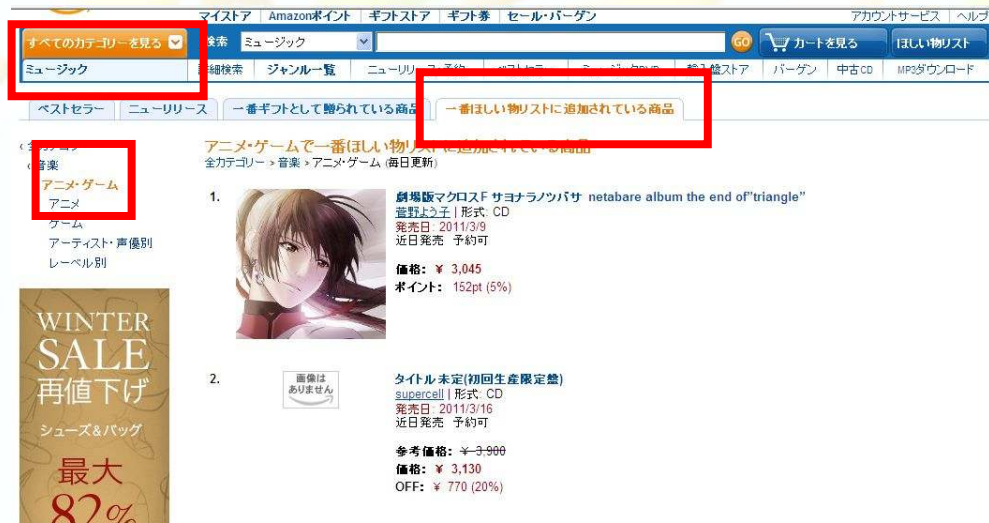 マイストア Amazonポイント ギフトストア ギフト券 セール・バーゲン アカウントサービス ヘルプ
すべてのカテゴリーを見る 検索 ミュージック GO カートを見る ほしい物リスト
ミュージック 詳細検索 ジャンル一覧 バーゲン 中古CD MP3ダウンロード
ベストセラー ニューリリース 一番ギフトとして贈られている商品 一番ほしい物リストに追加されている商品
‹音楽
アニメ・ゲーム
アニメ
ゲーム
アーティスト・声優別
レーベル別
アニメ・ゲームで一番ほしい物リストに追加されている商品
全カテゴリー > 音楽 > アニメ・ゲーム (毎日更新)
1.
劇場版マクロスF サヨナラノツバサ netabare album the end of"triangle"
菅野よう子 | 形式: CD
発売日: 2011/3/9
近日発売 予約可
価格: ¥ 3,045
ポイント: 152pt (5%)
2.
画像は
ありません
タイトル未定(初回生産限定盤)
supercell | 形式: CD
発売日: 2011/3/16
近日発売 予約可
参考価格: ¥ 3,900
価格: ¥ 3,130
OFF: ¥ 770 (20%)
WINTER
SALE
再値下げ
シューズ&バッグ
最大
82%